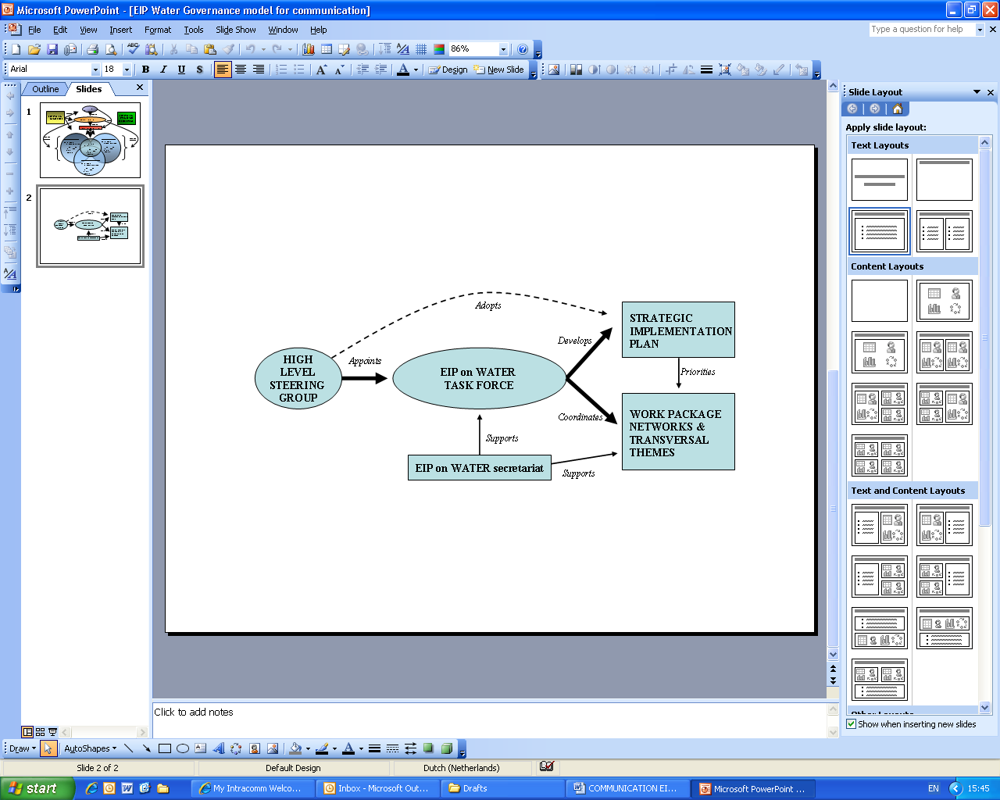 Microsoft PowerPoint - [EIP Water Governance model for communication]
File Edit View Insert Format Tools Slide Show Window Help
Type a question for help
86%
Arial 18 B I U S A A A Design New Slide
Outline Slides
Slide Layout
Apply slide layout:
Text Layouts
1
2
Content Layouts
Adopts
STRATEGIC
IMPLEMENTATION
PLAN
Develops
HIGH
LEVEL
STEERING
GROUP
Appoints
EIP on WATER
TASK FORCE
Priorities
Coordinates
WORK PACKAGE
NETWORKS &
TRANSVERSAL
THEMES
Supports
EIP on WATER secretariat
Supports
Text and Content Layouts
Click to add notes
Show when inserting new slides
Draw AutoShapes
Slide 2 of 2 Default Design Dutch (Netherlands)
start My Intracomm Welco... Inbox - Microsoft Out... Drafts COMMUNICATION EI... Microsoft PowerPoint ... EN 15:45